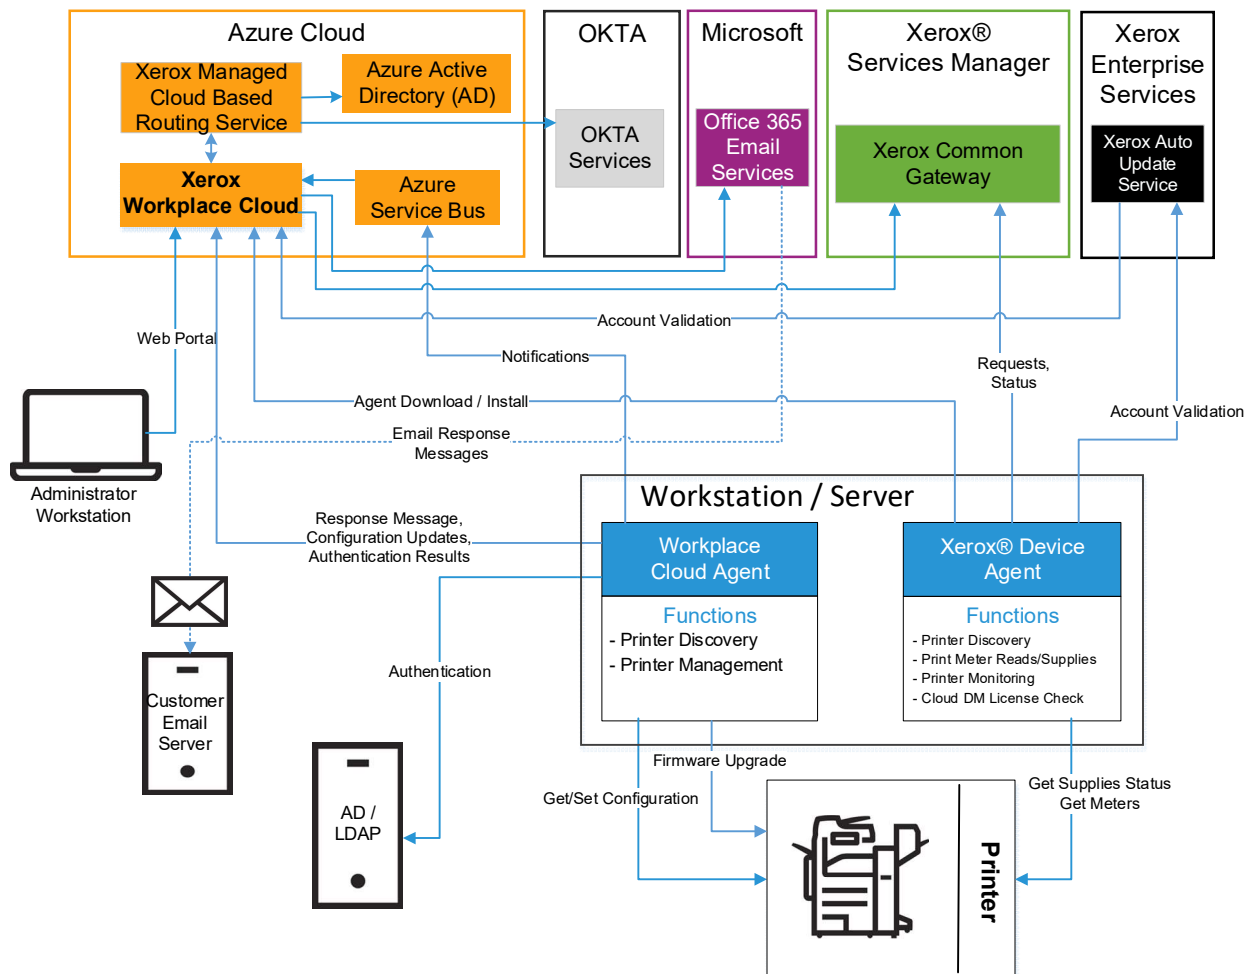 Azure Cloud
OKTA
Microsoft
Xerox®
Services Manager
Xerox
Enterprise
Services
Xerox Managed
Cloud Based
Routing Service
Azure Active
Directory (AD)
OKTA
Services
Office 365
Email
Services
Xerox Common
Gateway
Xerox Auto
Update
Service
Xerox
Workplace Cloud
Azure
Service Bus
Web Portal
Account Validation
Notifications
Requests,
Status
Agent Download / Install
Account Validation
Email Response
Messages
Administrator
Workstation
Workstation / Server
Response Message,
Configuration Updates,
Authentication Results
Workplace
Cloud Agent
Functions
- Printer Discovery
- Printer Management
Xerox® Device
Agent
Functions
- Printer Discovery
- Print Meter Reads/Supplies
- Printer Monitoring
- Cloud DM License Check
Authentication
Customer
Email
Server
AD /
LDAP
Firmware Upgrade
Get/Set Configuration
Get Supplies Status
Get Meters
Printer